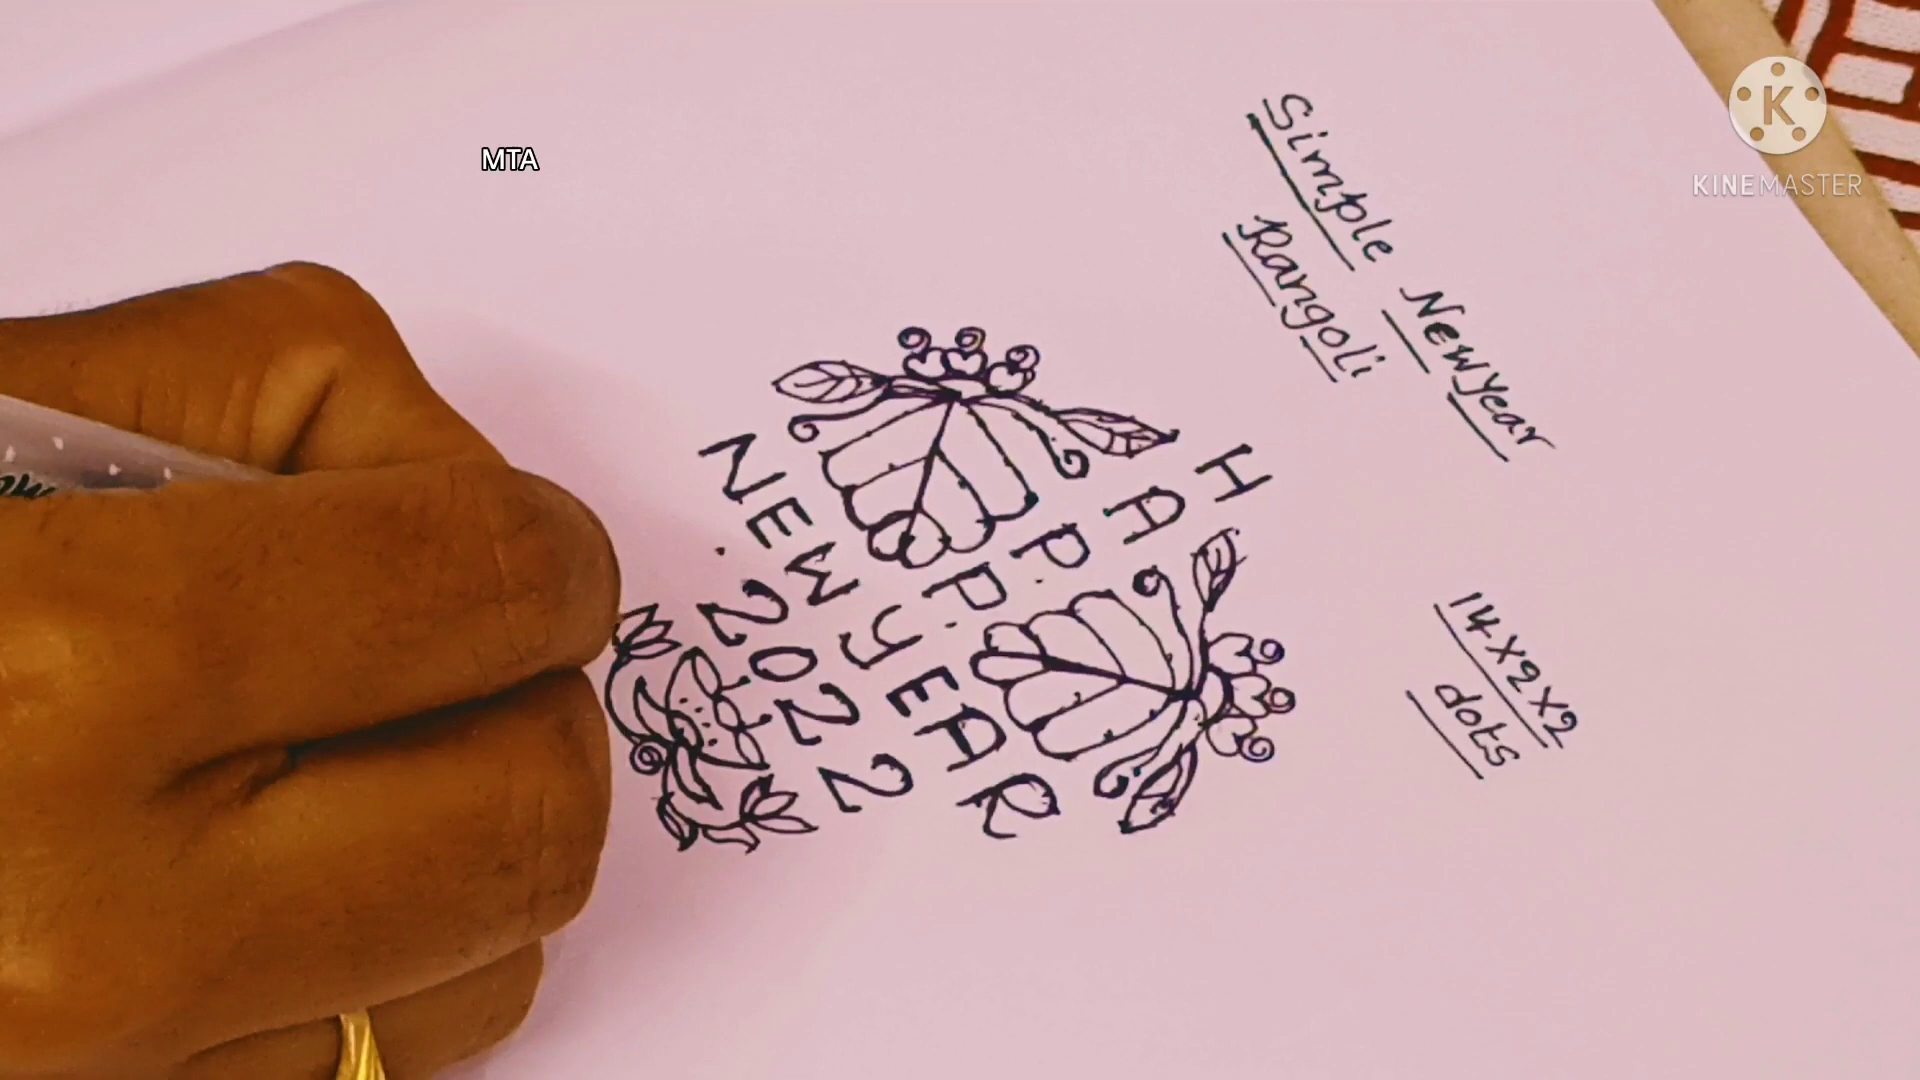 MTA
KINEMASTER
Simple NewYear
Rangoli
14x2x2
dots
HAPPY
NEWYEAR
2022